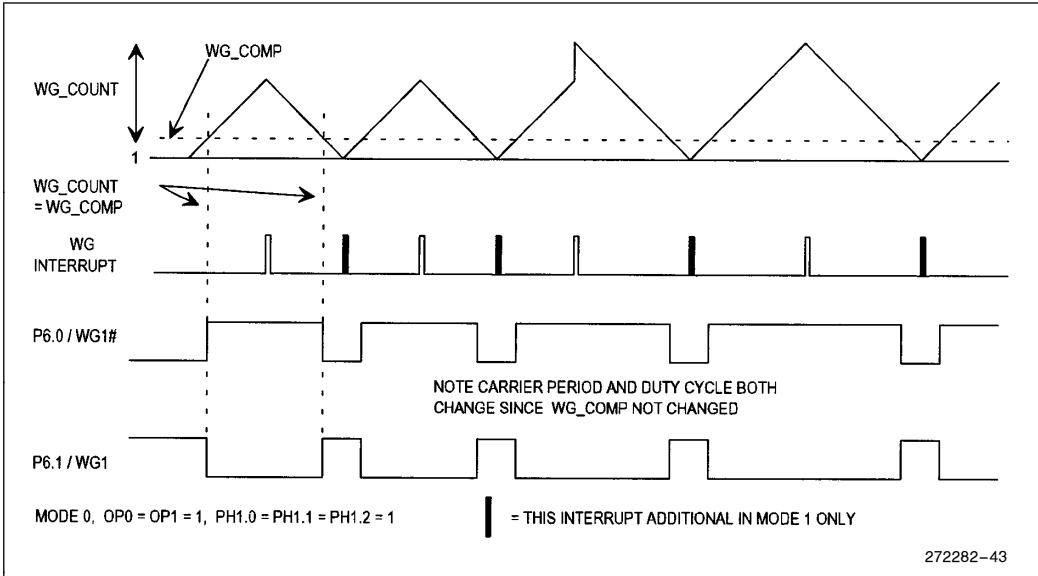 WG_COMP
WG_COUNT
1
WG_COUNT
= WG_COMP
WG
INTERRUPT
P6.0 / WG1#
NOTE CARRIER PERIOD AND DUTY CYCLE BOTH
CHANGE SINCE WG_COMP NOT CHANGED
P6.1 / WG1
MODE 0, OP0 = OP1 = 1, PH1.0 = PH1.1 = PH1.2 = 1
= THIS INTERRUPT ADDITIONAL IN MODE 1 ONLY
272282–43